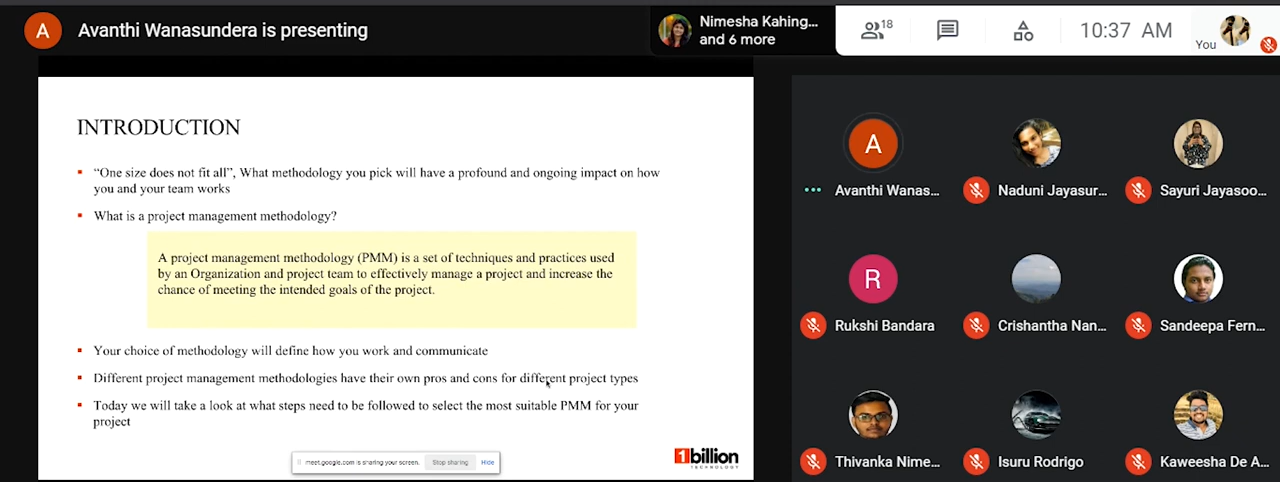 A
Avanthi Wanasundera is presenting
Nimesha Kahing...
and 6 more
18
10:37 AM
You
INTRODUCTION
“One size does not fit all”, What methodology you pick will have a profound and ongoing impact on how
you and your team works
What is a project management methodology?
A project management methodology (PMM) is a set of techniques and practices used
by an Organization and project team to effectively manage a project and increase the
chance of meeting the intended goals of the project.
Your choice of methodology will define how you work and communicate
Different project management methodologies have their own pros and cons for different project types
Today we will take a look at what steps need to be followed to select the most suitable PMM for your
project
meet.google.com is sharing your screen.
Stop sharing
Hide
1billion
TECHNOLOGY
A
Avanthi Wanas...
Naduni Jayasur...
Sayuri Jayasoo...
R
Rukshi Bandara
Crishantha Nan...
Sandeepa Fern...
Thivanka Nime...
Isuru Rodrigo
Kaweesha De A...